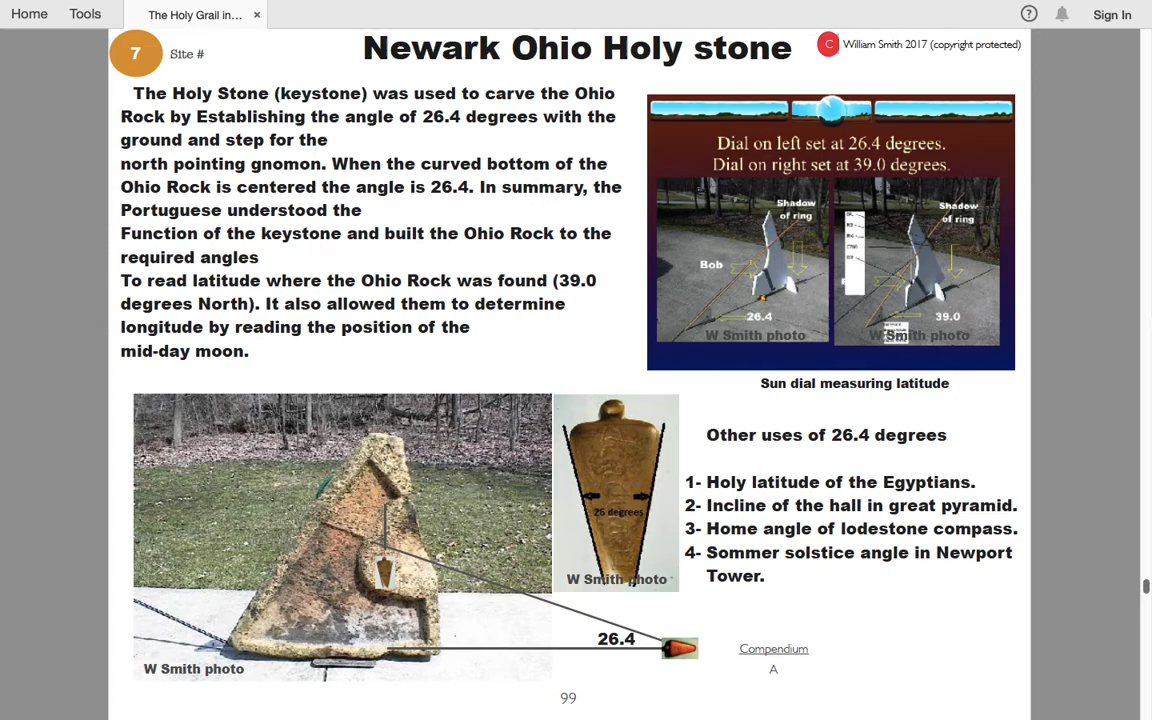 Home
Tools
The Holy Grail in...
×
?
Sign In
7
Site #
Newark Ohio Holy stone
C
William Smith 2017 (copyright protected)
The Holy Stone (keystone) was used to carve the Ohio
Rock by Establishing the angle of 26.4 degrees with the
ground and step for the
north pointing gnomon. When the curved bottom of the
Ohio Rock is centered the angle is 26.4. In summary, the
Portuguese understood the
Function of the keystone and built the Ohio Rock to the
required angles
To read latitude where the Ohio Rock was found (39.0
degrees North). It also allowed them to determine
longitude by reading the position of the
mid-day moon.
Dial on left set at 26.4 degrees.
Dial on right set at 39.0 degrees.
Shadow
of ring
Bob
26.4
W Smith photo
Shadow
of ring
39.0
W Smith photo
Sun dial measuring latitude
26 degrees
W Smith photo
Other uses of 26.4 degrees
1- Holy latitude of the Egyptians.
2- Incline of the hall in great pyramid.
3- Home angle of lodestone compass.
4- Sommer solstice angle in Newport
Tower.
26.4
W Smith photo
Compendium
A
99